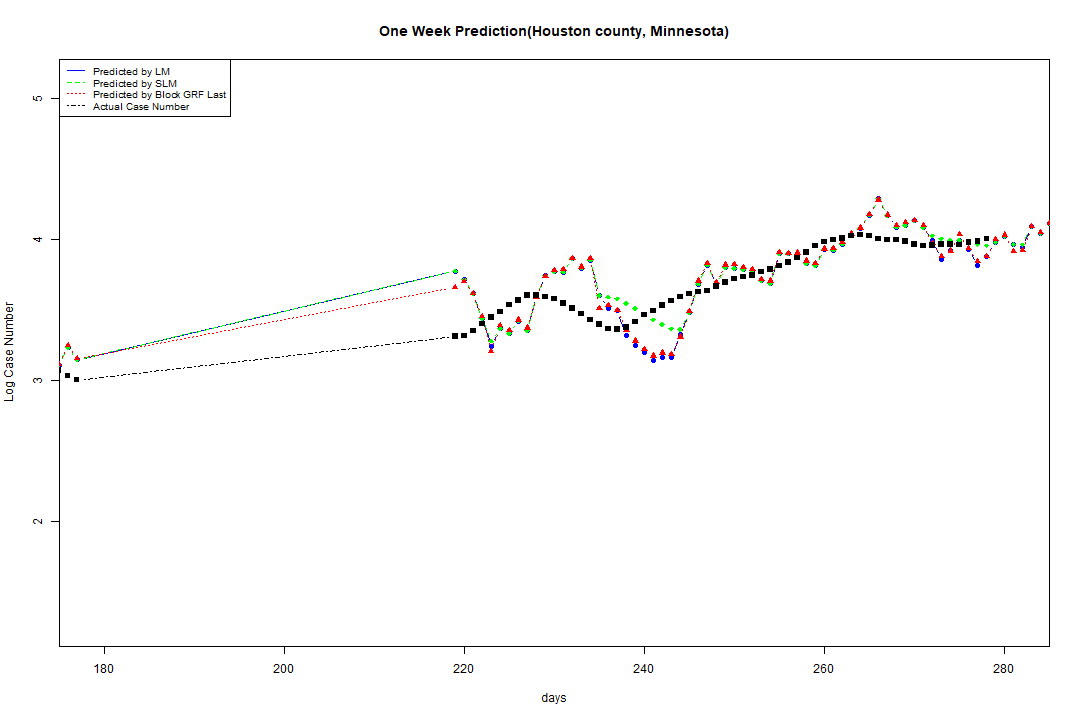 One Week Prediction(Houston county, Minnesota)
Predicted by LM
Predicted by SLM
Predicted by Block GRF Last
Actual Case Number
5
4
3
2
Log Case Number
180 200 220 240 260 280
days